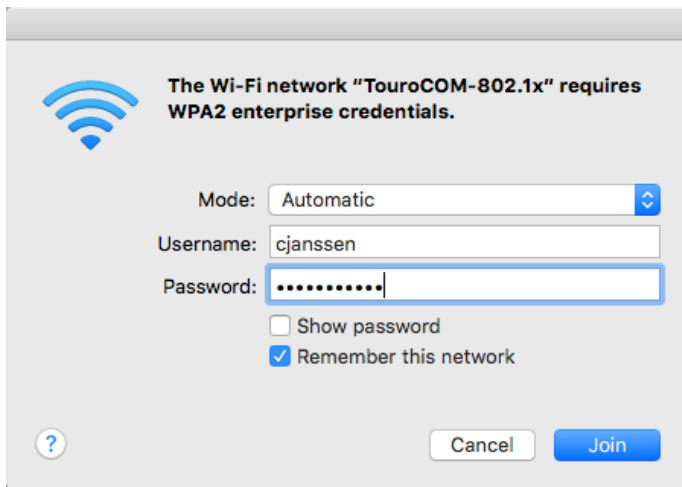 The Wi-Fi network “TouroCOM-802.1x” requires
WPA2 enterprise credentials.
Mode: Automatic
Username: cjanssen
Password: •••••••••••
Show password
Remember this network
? Cancel Join